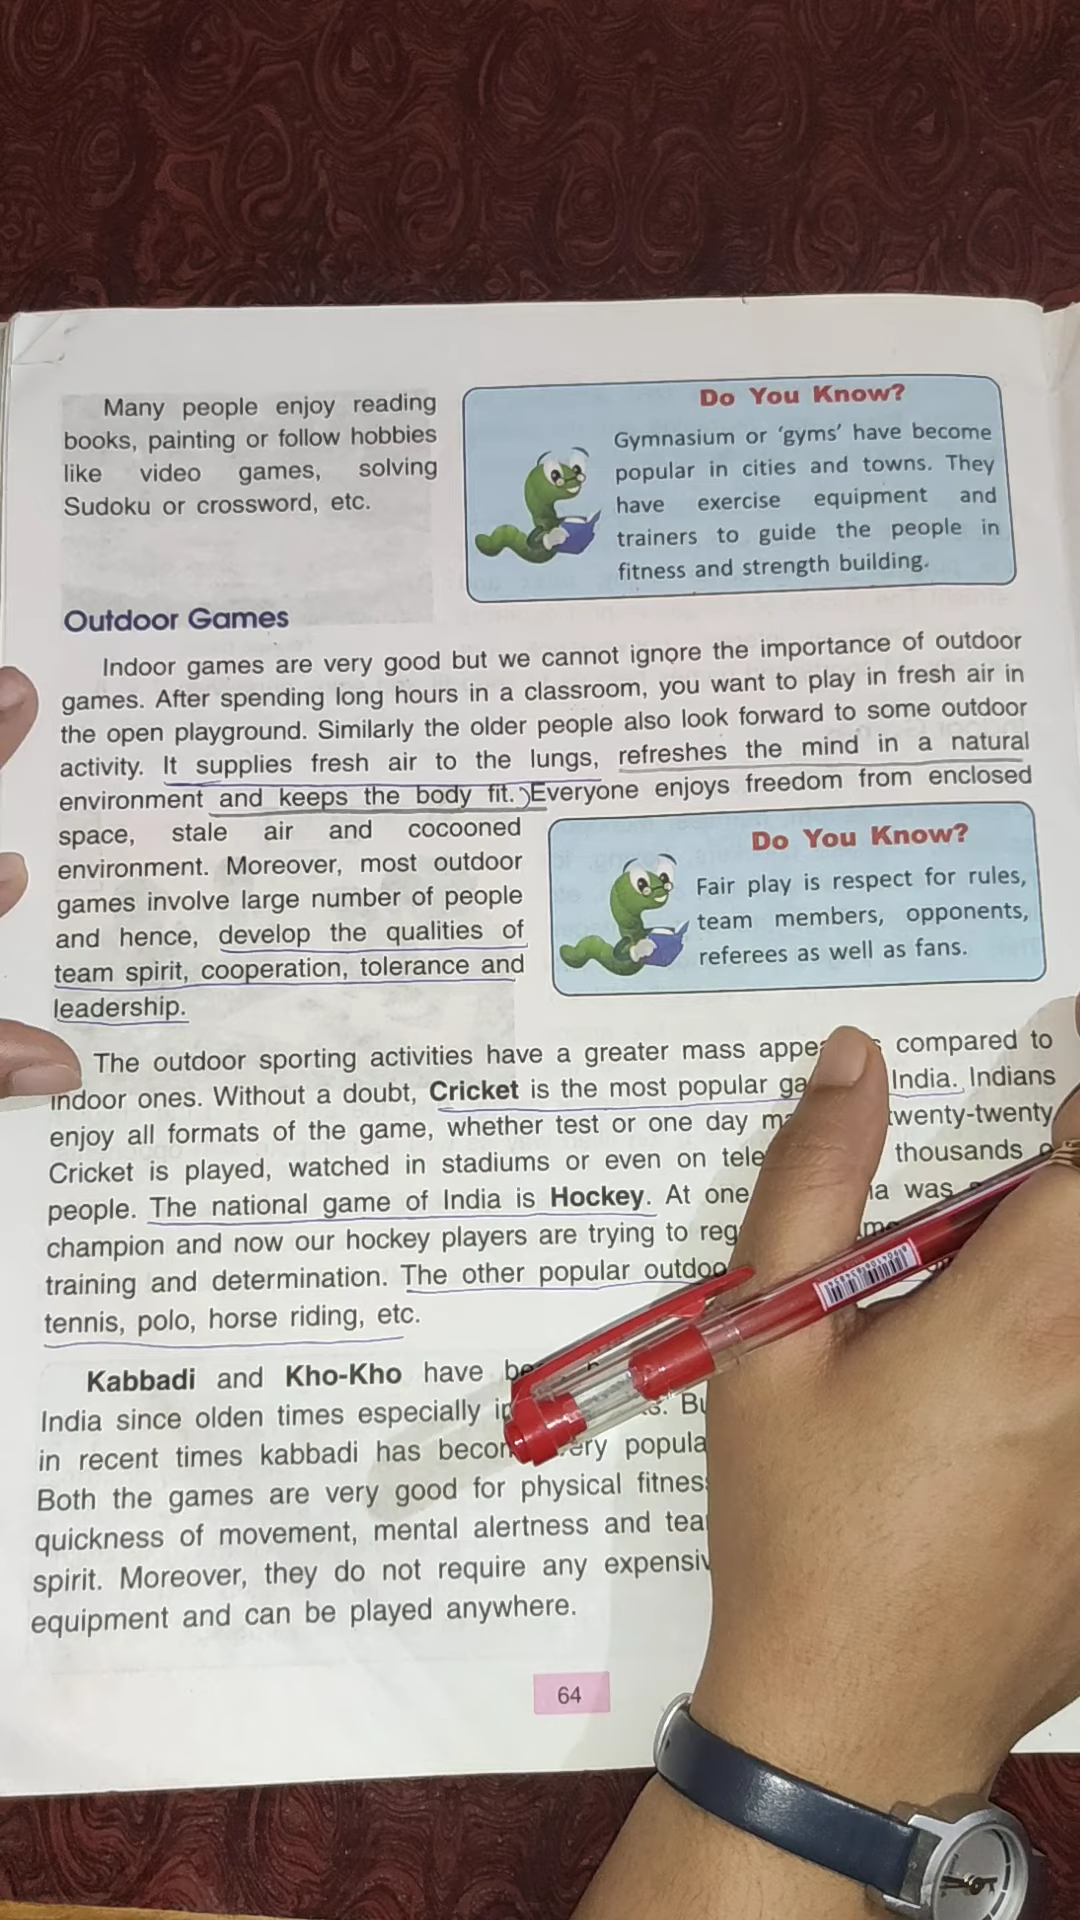 Many people enjoy reading
books, painting or follow hobbies
like video games, solving
Sudoku or crossword, etc.
Do You Know?
Gymnasium or 'gyms' have become
popular in cities and towns. They
have exercise equipment and
trainers to guide the people in
fitness and strength building.
Outdoor Games
Indoor games are very good but we cannot ignore the importance of outdoor
games. After spending long hours in a classroom, you want to play in fresh air in
the open playground. Similarly the older people also look forward to some outdoor
activity. It supplies fresh air to the lungs, refreshes the mind in a natural
environment and keeps the body fit. Everyone enjoys freedom from enclosed
space, stale air and cocooned
environment. Moreover, most outdoor
games involve large number of people
and hence, develop the qualities of
team spirit, cooperation, tolerance and
leadership.
Do You Know?
Fair play is respect for rules,
team members, opponents,
referees as well as fans.
The outdoor sporting activities have a greater mass compared to
indoor ones. Without a doubt, Cricket is the most popular India. Indians
enjoy all formats of the game, whether test or one day twenty-twenty
Cricket is played, watched in stadiums or even on thousands
people. The national game of India is Hockey. At one was
champion and now our hockey players are trying to
training and determination. The other popular
tennis, polo, horse riding, etc.
Kabbadi and Kho-Kho have
India since olden times especially
in recent times kabbadi has
Both the games are very good for physical
quickness of movement, mental alertness and
spirit. Moreover, they do not require any
equipment and can be played anywhere.
64